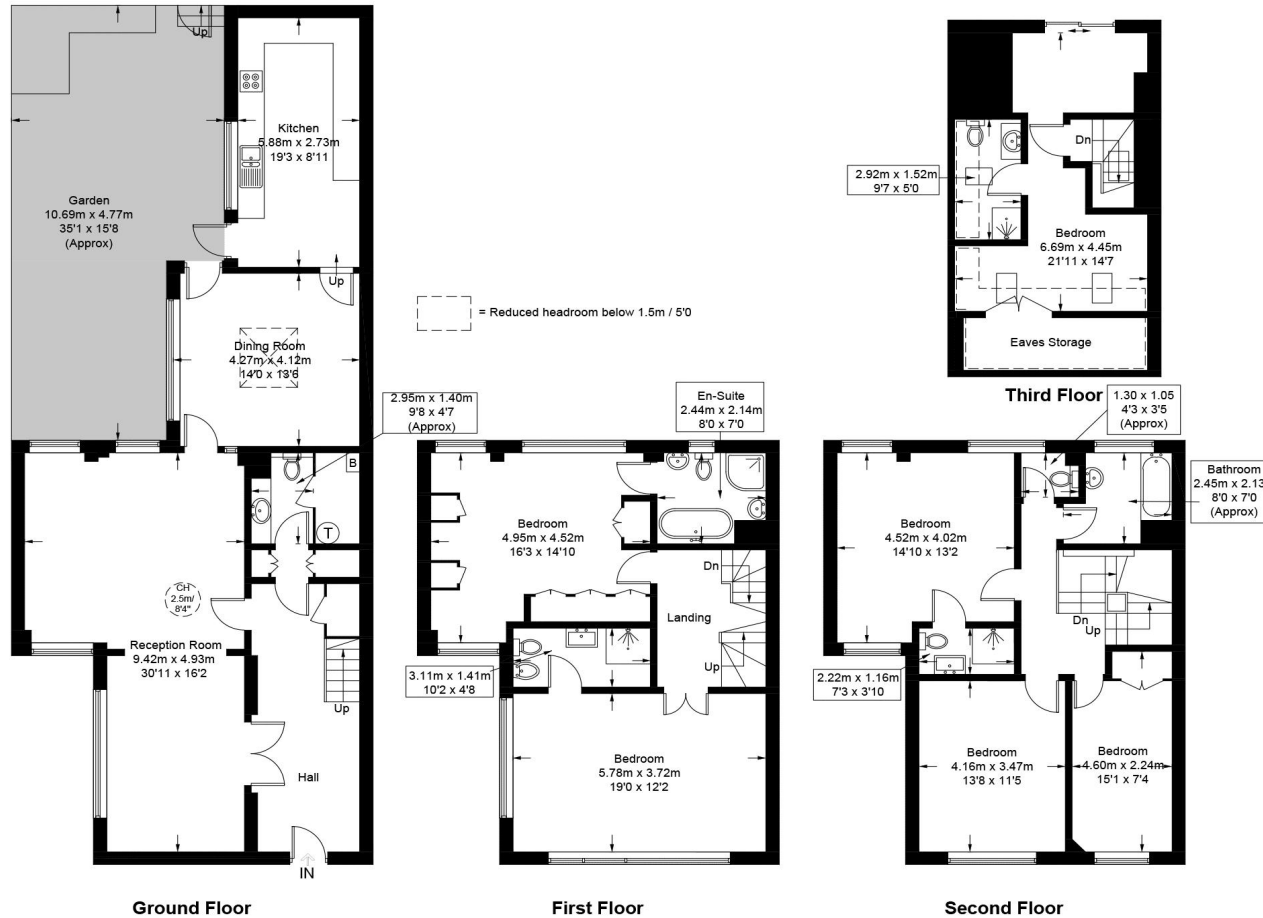 Up
Kitchen
5.88m x 2.73m
19'3 x 8'11
Garden
10.69m x 4.77m
35'1 x 15'8
(Approx)
Up
Dining Room
4.27m x 4.12m
14'0 x 13'6
2.95m x 1.40m
9'8 x 4'7
(Approx)
B
T
CH
2.5m/
8'4"
Reception Room
9.42m x 4.93m
30'11 x 16'2
Up
Hall
IN
Ground Floor
= Reduced headroom below 1.5m / 5'0
En-Suite
2.44m x 2.14m
8'0 x 7'0
Bedroom
4.95m x 4.52m
16'3 x 14'10
Dn
Landing
Up
3.11m x 1.41m
10'2 x 4'8
Bedroom
5.78m x 3.72m
19'0 x 12'2
First Floor
Dn
2.92m x 1.52m
9'7 x 5'0
Bedroom
6.69m x 4.45m
21'11 x 14'7
Eaves Storage
Third Floor
1.30 x 1.05
4'3 x 3'5
(Approx)
Bathroom
2.45m x 2.13
8'0 x 7'0
(Approx)
Bedroom
4.52m x 4.02m
14'10 x 13'2
Dn
Up
2.22m x 1.16m
7'3 x 3'10
Bedroom
4.16m x 3.47m
13'8 x 11'5
Bedroom
4.60m x 2.24m
15'1 x 7'4
Second Floor